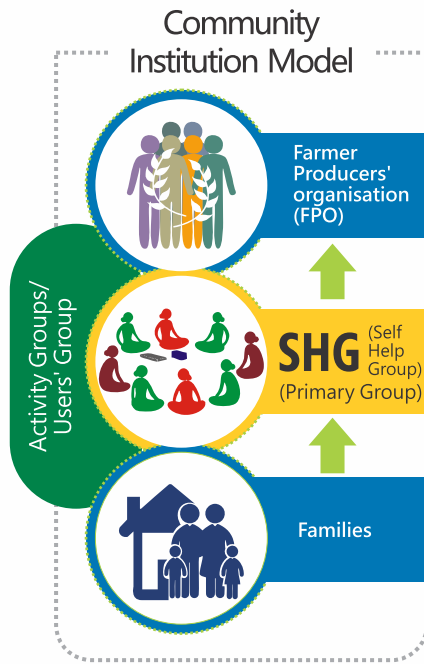 Community
Institution Model
Farmer
Producers'
organisation
(FPO)
Activity Groups/
Users' Group
SHG
(Self
Help
Group)
(Primary Group)
Families